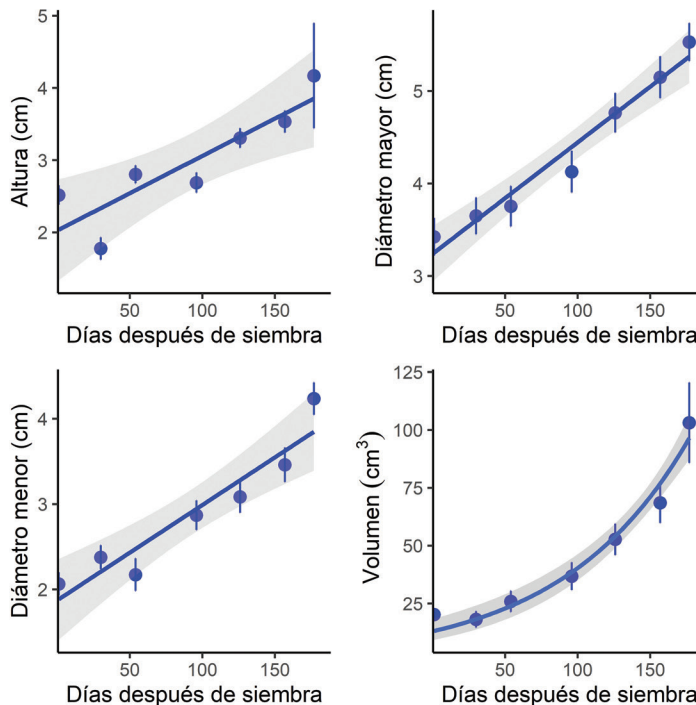 Altura (cm)
5
4
3
2
50 100 150
Días después de siembra
Diámetro mayor (cm)
5
4
3
50 100 150
Días después de siembra
Diámetro menor (cm)
4
3
2
50 100 150
Días después de siembra
Volumen (cm³)
125
100
75
50
25
50 100 150
Días después de siembra